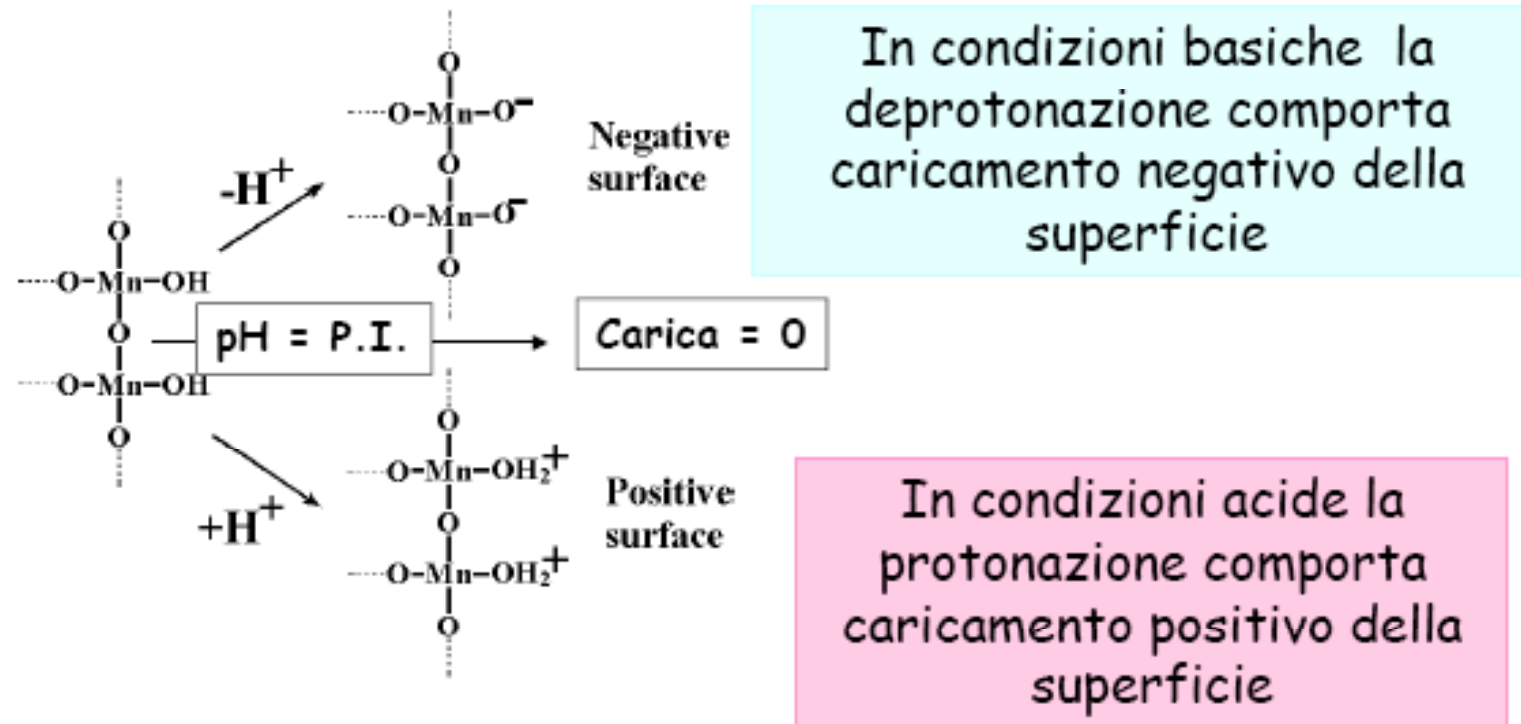 O
O-Mn-O⁻
O
O-Mn-O⁻
O
Negative
surface
In condizioni basiche la
deprotonazione comporta
caricamento negativo della
superficie
-H⁺
O
O-Mn-OH
O
O-Mn-OH
O
pH = P.I.
Carica = 0
+H⁺
O
O-Mn-OH₂⁺
O
O-Mn-OH₂⁺
O
Positive
surface
In condizioni acide la
protonazione comporta
caricamento positivo della
superficie